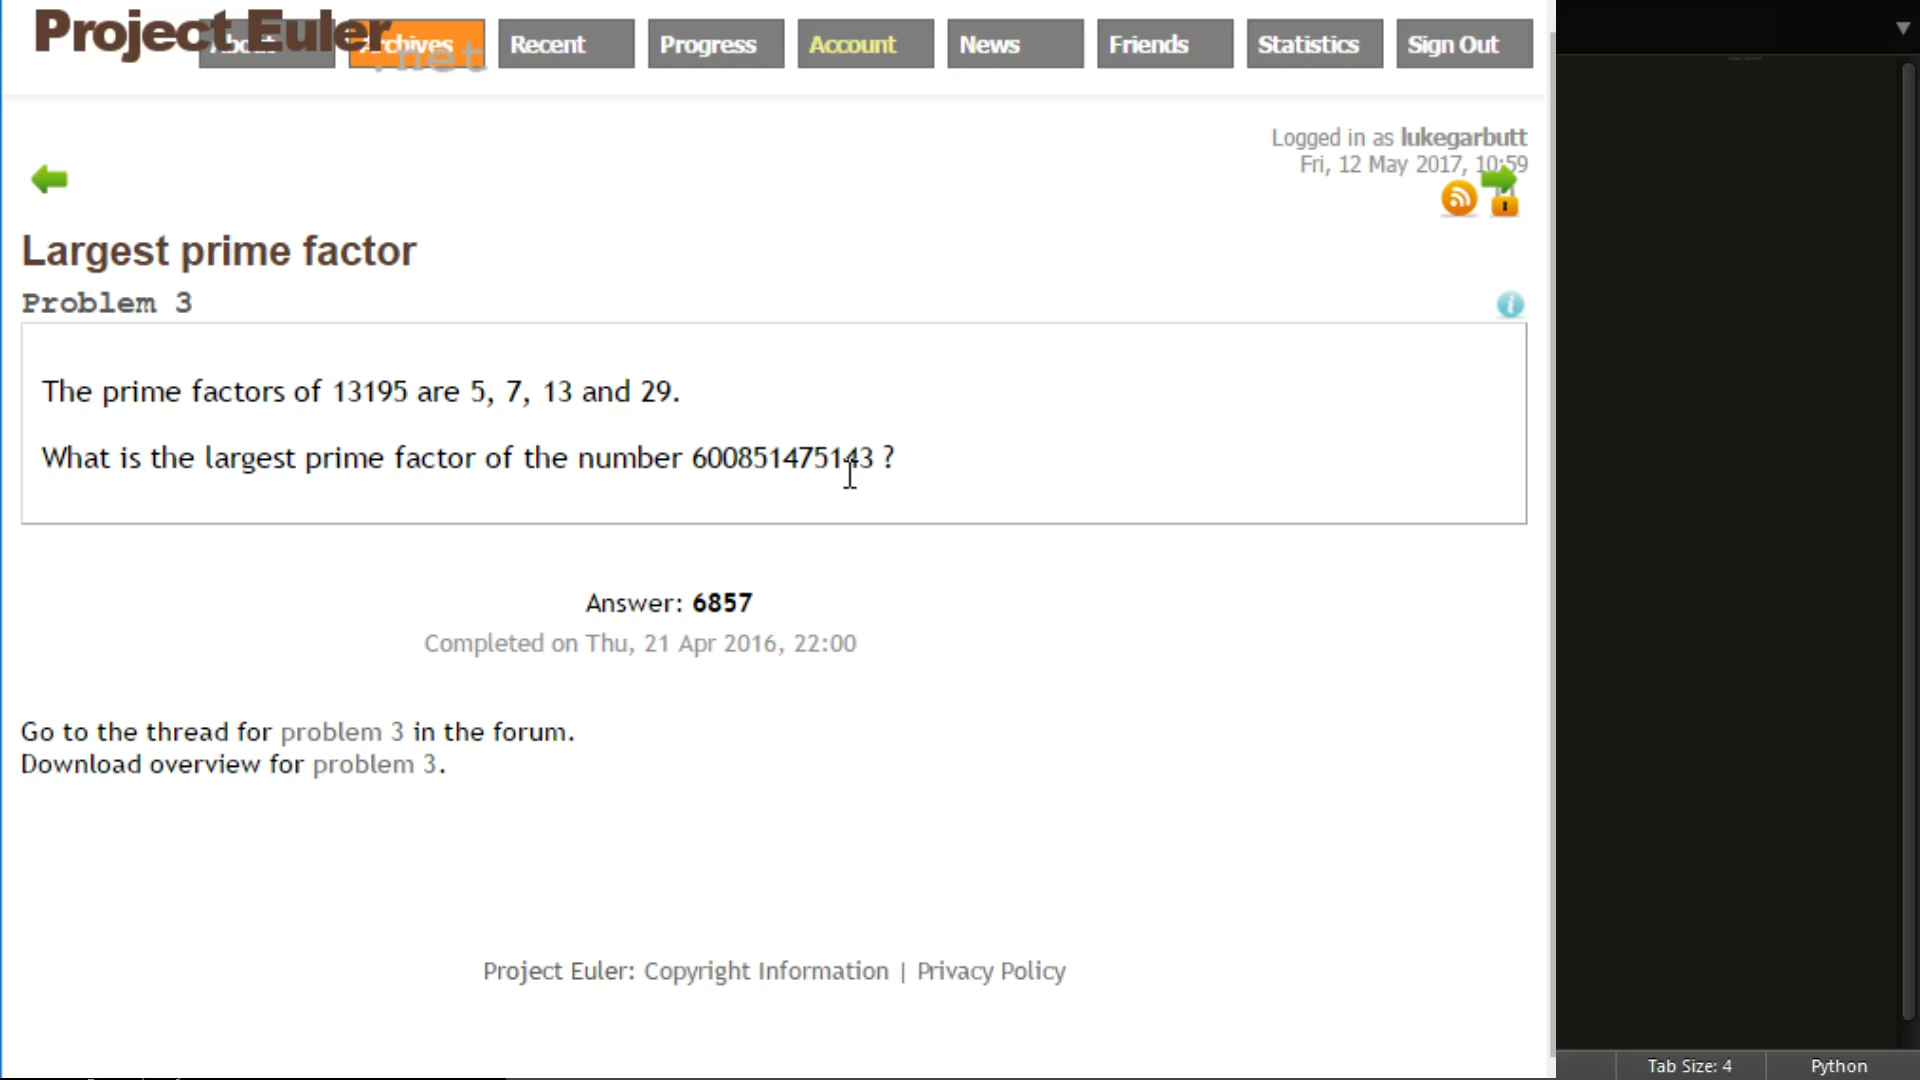 Project Euler
.net
About
Archives
Recent
Progress
Account
News
Friends
Statistics
Sign Out
Logged in as lukegarbutt
Fri, 12 May 2017, 10:59
Largest prime factor
Problem 3
The prime factors of 13195 are 5, 7, 13 and 29.
What is the largest prime factor of the number 600851475143 ?
Answer: 6857
Completed on Thu, 21 Apr 2016, 22:00
Go to the thread for problem 3 in the forum.
Download overview for problem 3.
Project Euler: Copyright Information | Privacy Policy
Tab Size: 4
Python